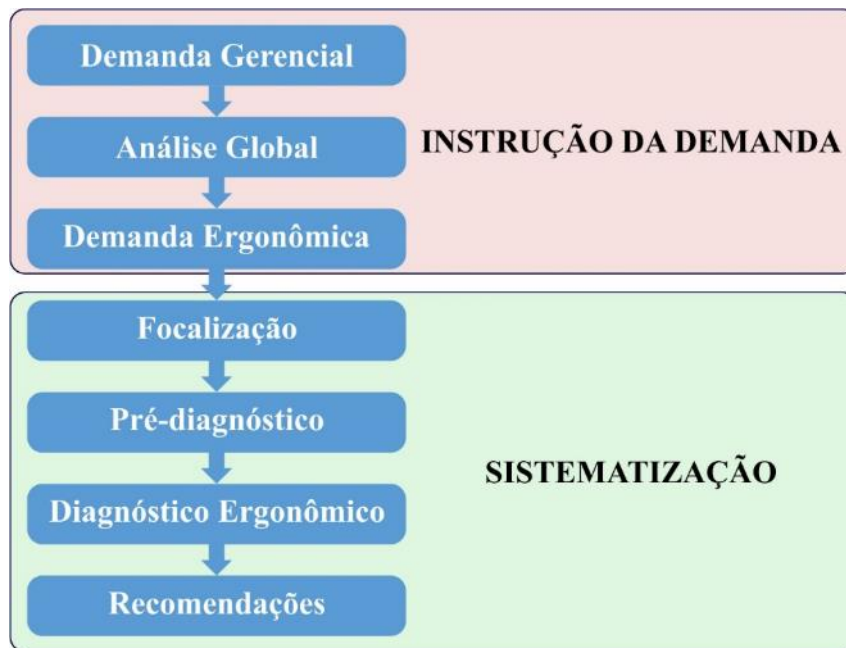 Demanda Gerencial
Análise Global
INSTRUÇÃO DA DEMANDA
Demanda Ergonômica
Focalização
Pré-diagnóstico
SISTEMATIZAÇÃO
Diagnóstico Ergonômico
Recomendações